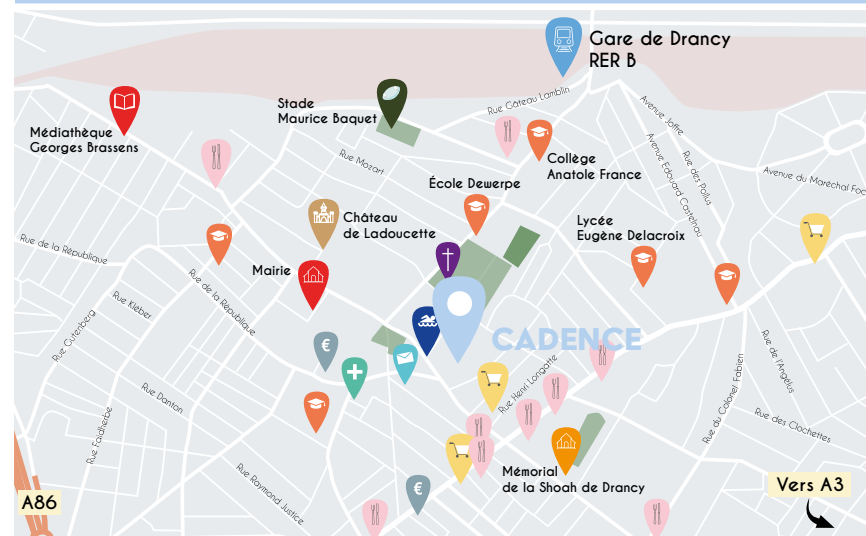 Gare de Drancy
RER B
Rue Gâteau Lamblin
Stade
Maurice Baquet
Médiathèque
Georges Brassens
Rue Mozart
Collège
Anatole France
Avenue Joffre
Rue des Poilus
Avenue Edouard Castelnau
Avenue du Maréchal Foc
École Dewerpe
Château
de Ladoucette
Lycée
Eugène Delacroix
Rue de la République
Mairie
Rue de la République
Rue Kléber
Rue Gutenberg
CADENCE
€
Rue Henri Longatte
Rue de l'Angélus
Rue du Colonel Fabien
Rue Danton
Rue Faidherbe
Rue des Clochettes
Rue Raymond Justice
Mémorial
de la Shoah de Drancy
€
A86
Vers A3